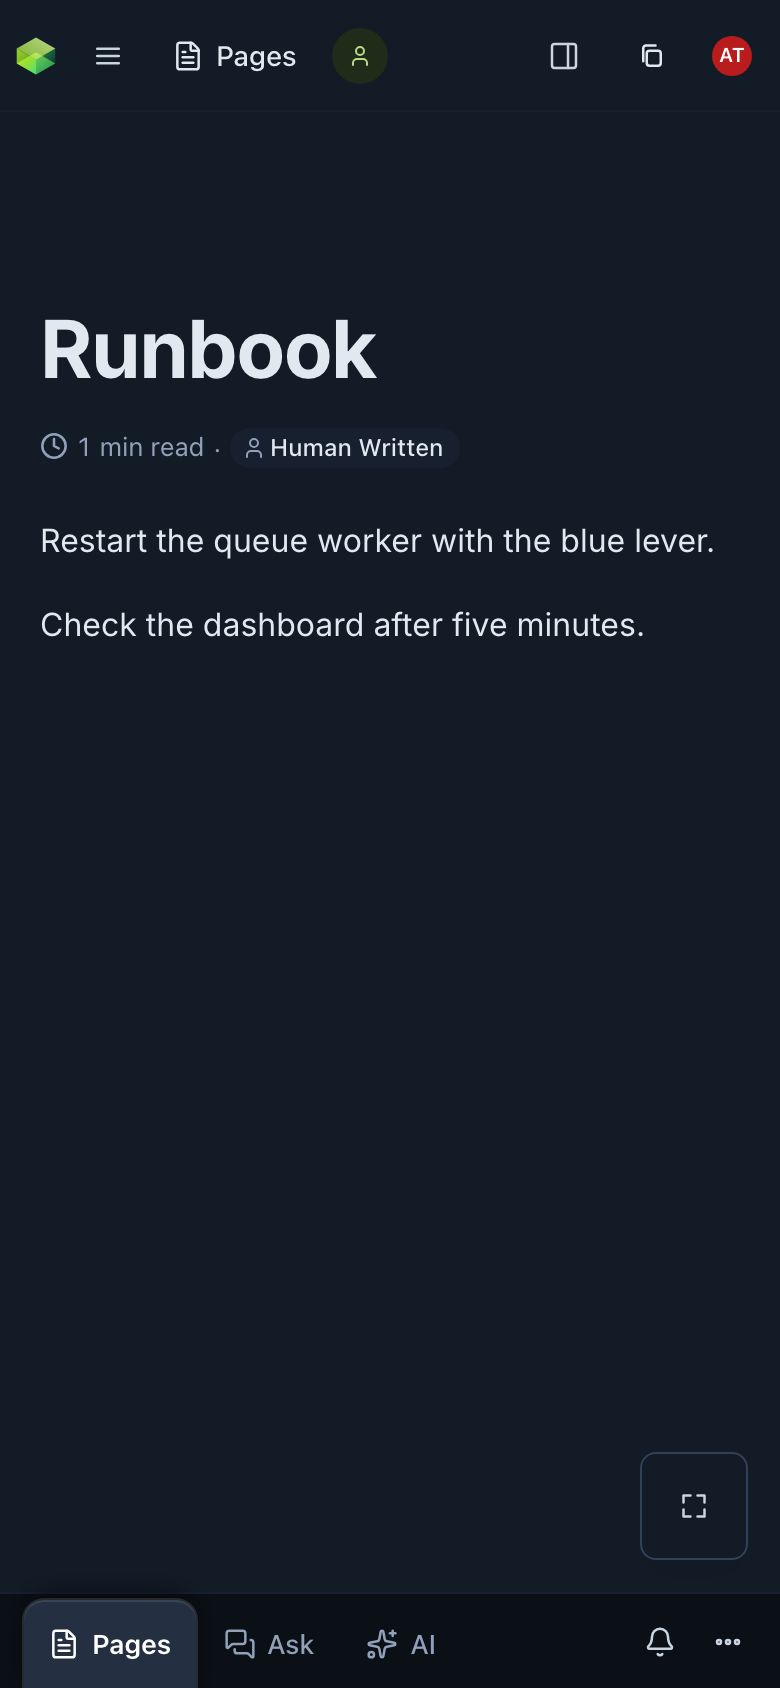 Pages
AT
Runbook
1 min read · Human Written
Restart the queue worker with the blue lever.
Check the dashboard after five minutes.
Pages Ask AI